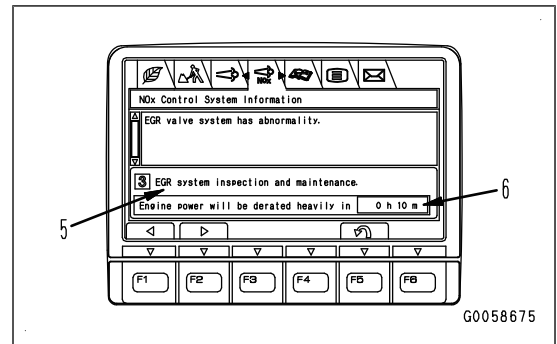 NOx
NOx Control System Information
EGR valve system has abnormality.
3 EGR system inspection and maintenance.
Engine power will be derated heavily in 0 h 10 m
5
6
F1 F2 F3 F4 F5 F6
G0058675